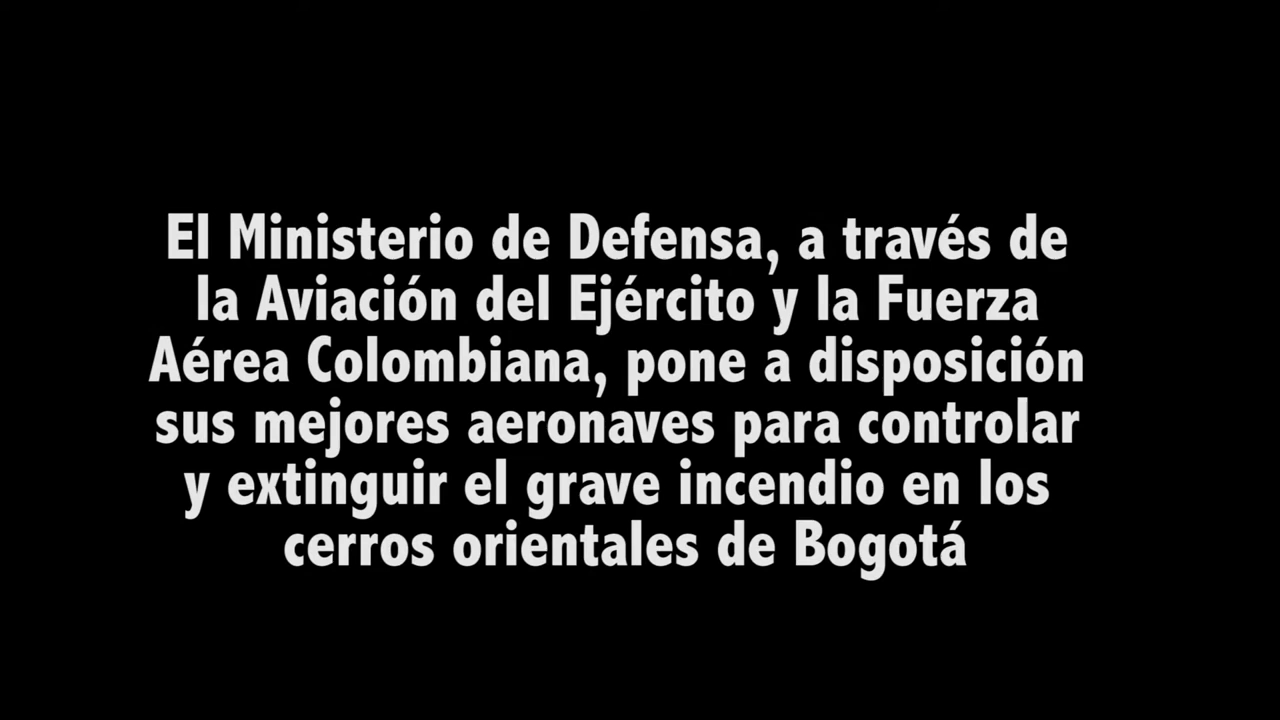 El Ministerio de Defensa, a través de
la Aviación del Ejército y la Fuerza
Aérea Colombiana, pone a disposición
sus mejores aeronaves para controlar
y extinguir el grave incendio en los
cerros orientales de Bogotá